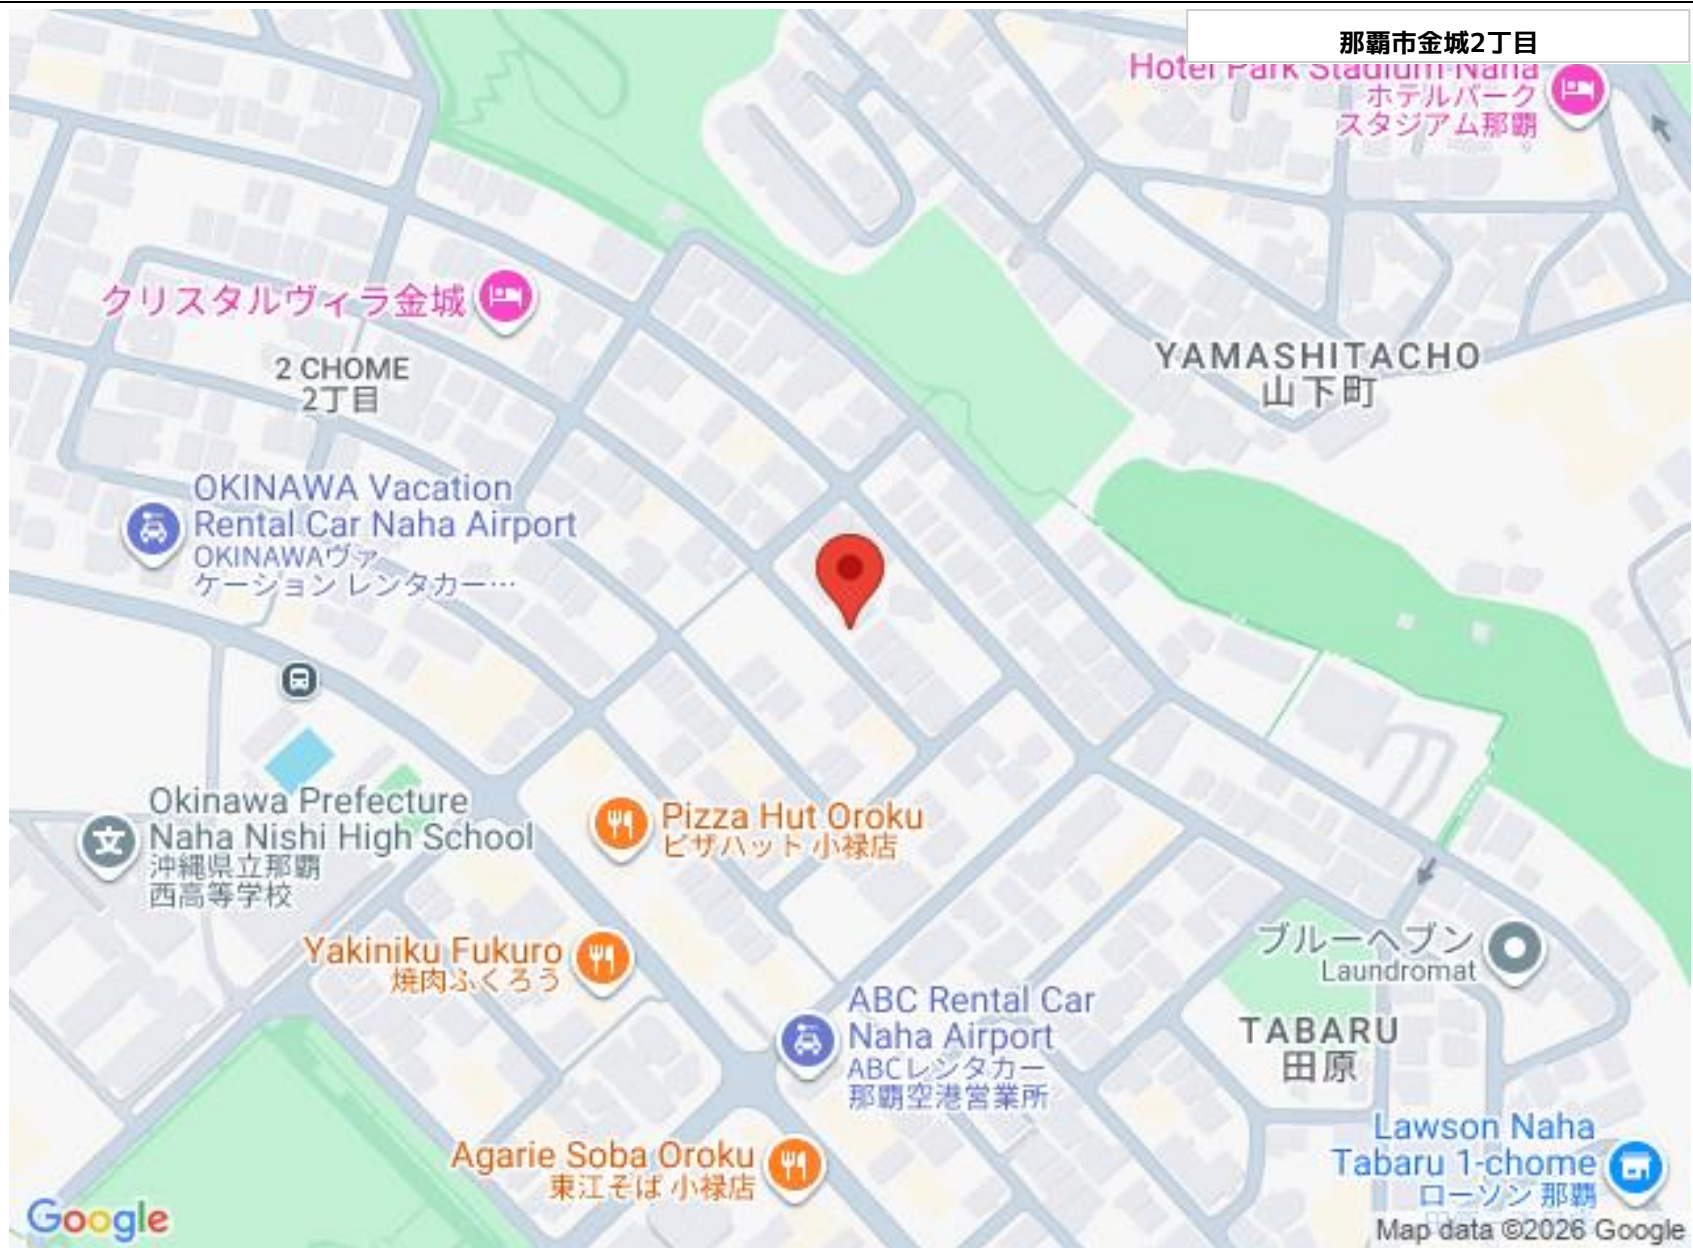 那覇市金城2丁目
Hotel Park Stadium Naha
ホテルパーク
スタジアム那覇
クリスタルヴィラ金城
2 CHOME
2丁目
YAMASHITACHO
山下町
OKINAWA Vacation
Rental Car Naha Airport
OKINAWAヴァ
ケーション レンタカー…
Okinawa Prefecture
Naha Nishi High School
沖縄県立那覇
西高等学校
Pizza Hut Oroku
ピザハット 小禄店
Yakiniku Fukuro
焼肉ふくろう
ブルーヘブン
Laundromat
ABC Rental Car
Naha Airport
ABCレンタカー
那覇空港営業所
TABARU
田原
Agarie Soba Oroku
東江そば 小禄店
Lawson Naha
Tabaru 1-chome
ローソン 那覇
Google
Map data ©2026 Google